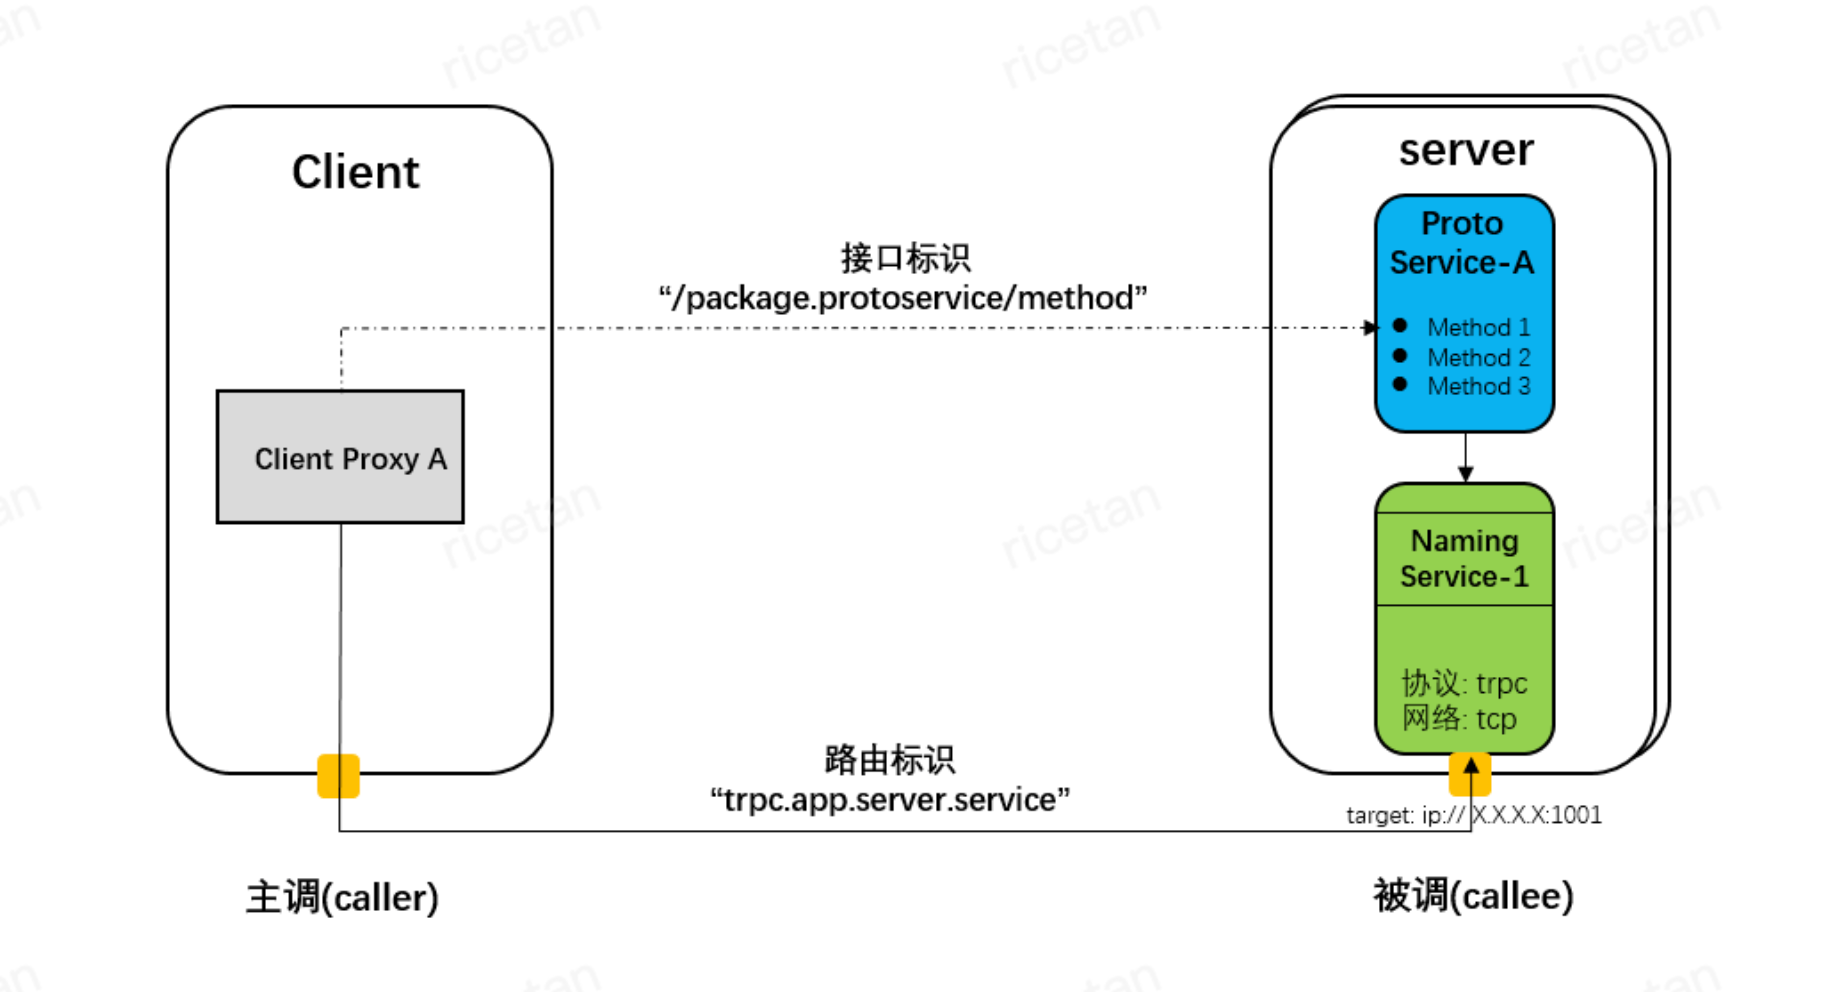 ricetan
ricetan
ricetan
Client
server
Proto
Service-A
接口标识
“/package.protoservice/method”
Method 1
Method 2
Method 3
Client Proxy A
ricetan
ricetan
ricetan
Naming
Service-1
协议: trpc
网络: tcp
路由标识
“trpc.app.server.service”
target: ip:// X.X.X.X:1001
主调(caller)
被调(callee)